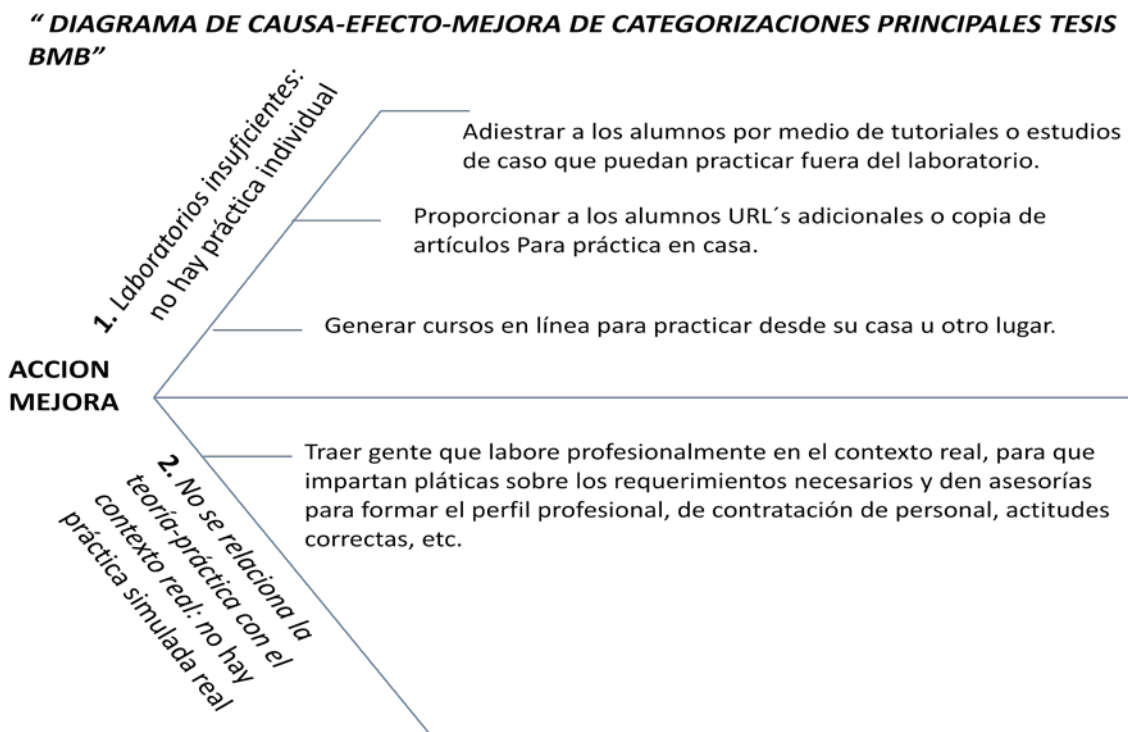 “ DIAGRAMA DE CAUSA-EFECTO-MEJORA DE CATEGORIZACIONES PRINCIPALES TESIS
BMB”
1. Laboratorios insuficientes:
no hay práctica individual
Adiestrar a los alumnos por medio de tutoriales o estudios
de caso que puedan practicar fuera del laboratorio.
Proporcionar a los alumnos URL´s adicionales o copia de
artículos Para práctica en casa.
Generar cursos en línea para practicar desde su casa u otro lugar.
ACCION
MEJORA
2. No se relaciona la
teoría-práctica con el
contexto real: no hay
práctica simulada real
Traer gente que labore profesionalmente en el contexto real, para que
impartan pláticas sobre los requerimientos necesarios y den asesorías
para formar el perfil profesional, de contratación de personal, actitudes
correctas, etc.